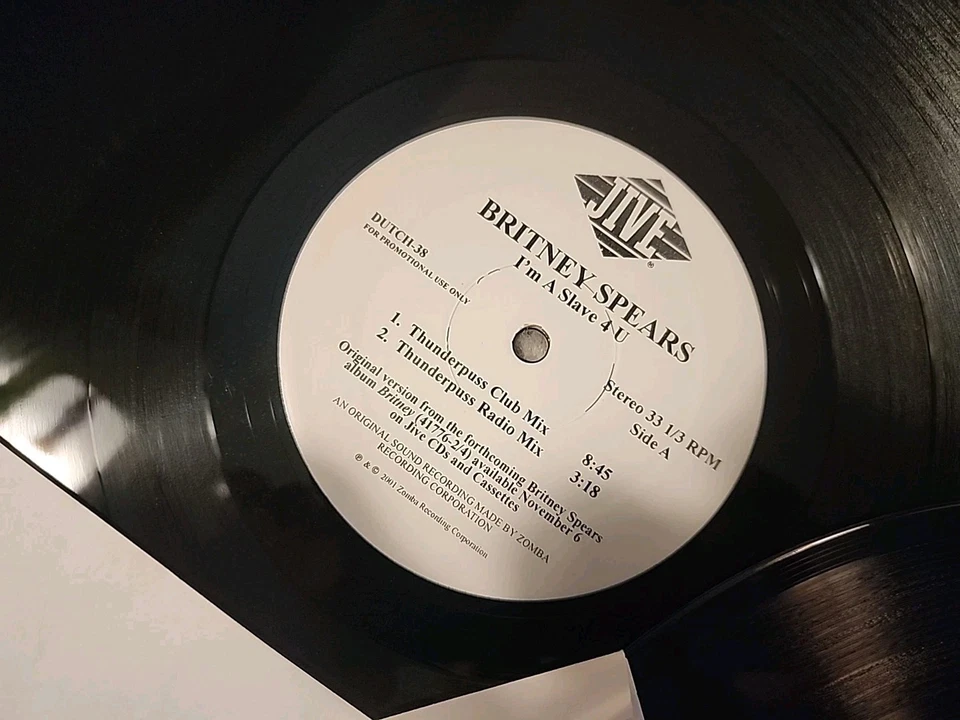 JIVE
®
BRITNEY SPEARS
I'm A Slave 4 U
DUTCH-38
FOR PROMOTIONAL USE ONLY
Stereo 33 1/3 RPM
Side A
1. Thunderpuss Club Mix 8:45
2. Thunderpuss Radio Mix 3:18
Original version from the forthcoming Britney Spears
album Britney (41776-2/4) available November 6
on Jive CDs and Cassettes
AN ORIGINAL SOUND RECORDING MADE BY ZOMBA
RECORDING CORPORATION
℗ & © 2001 Zomba Recording Corporation